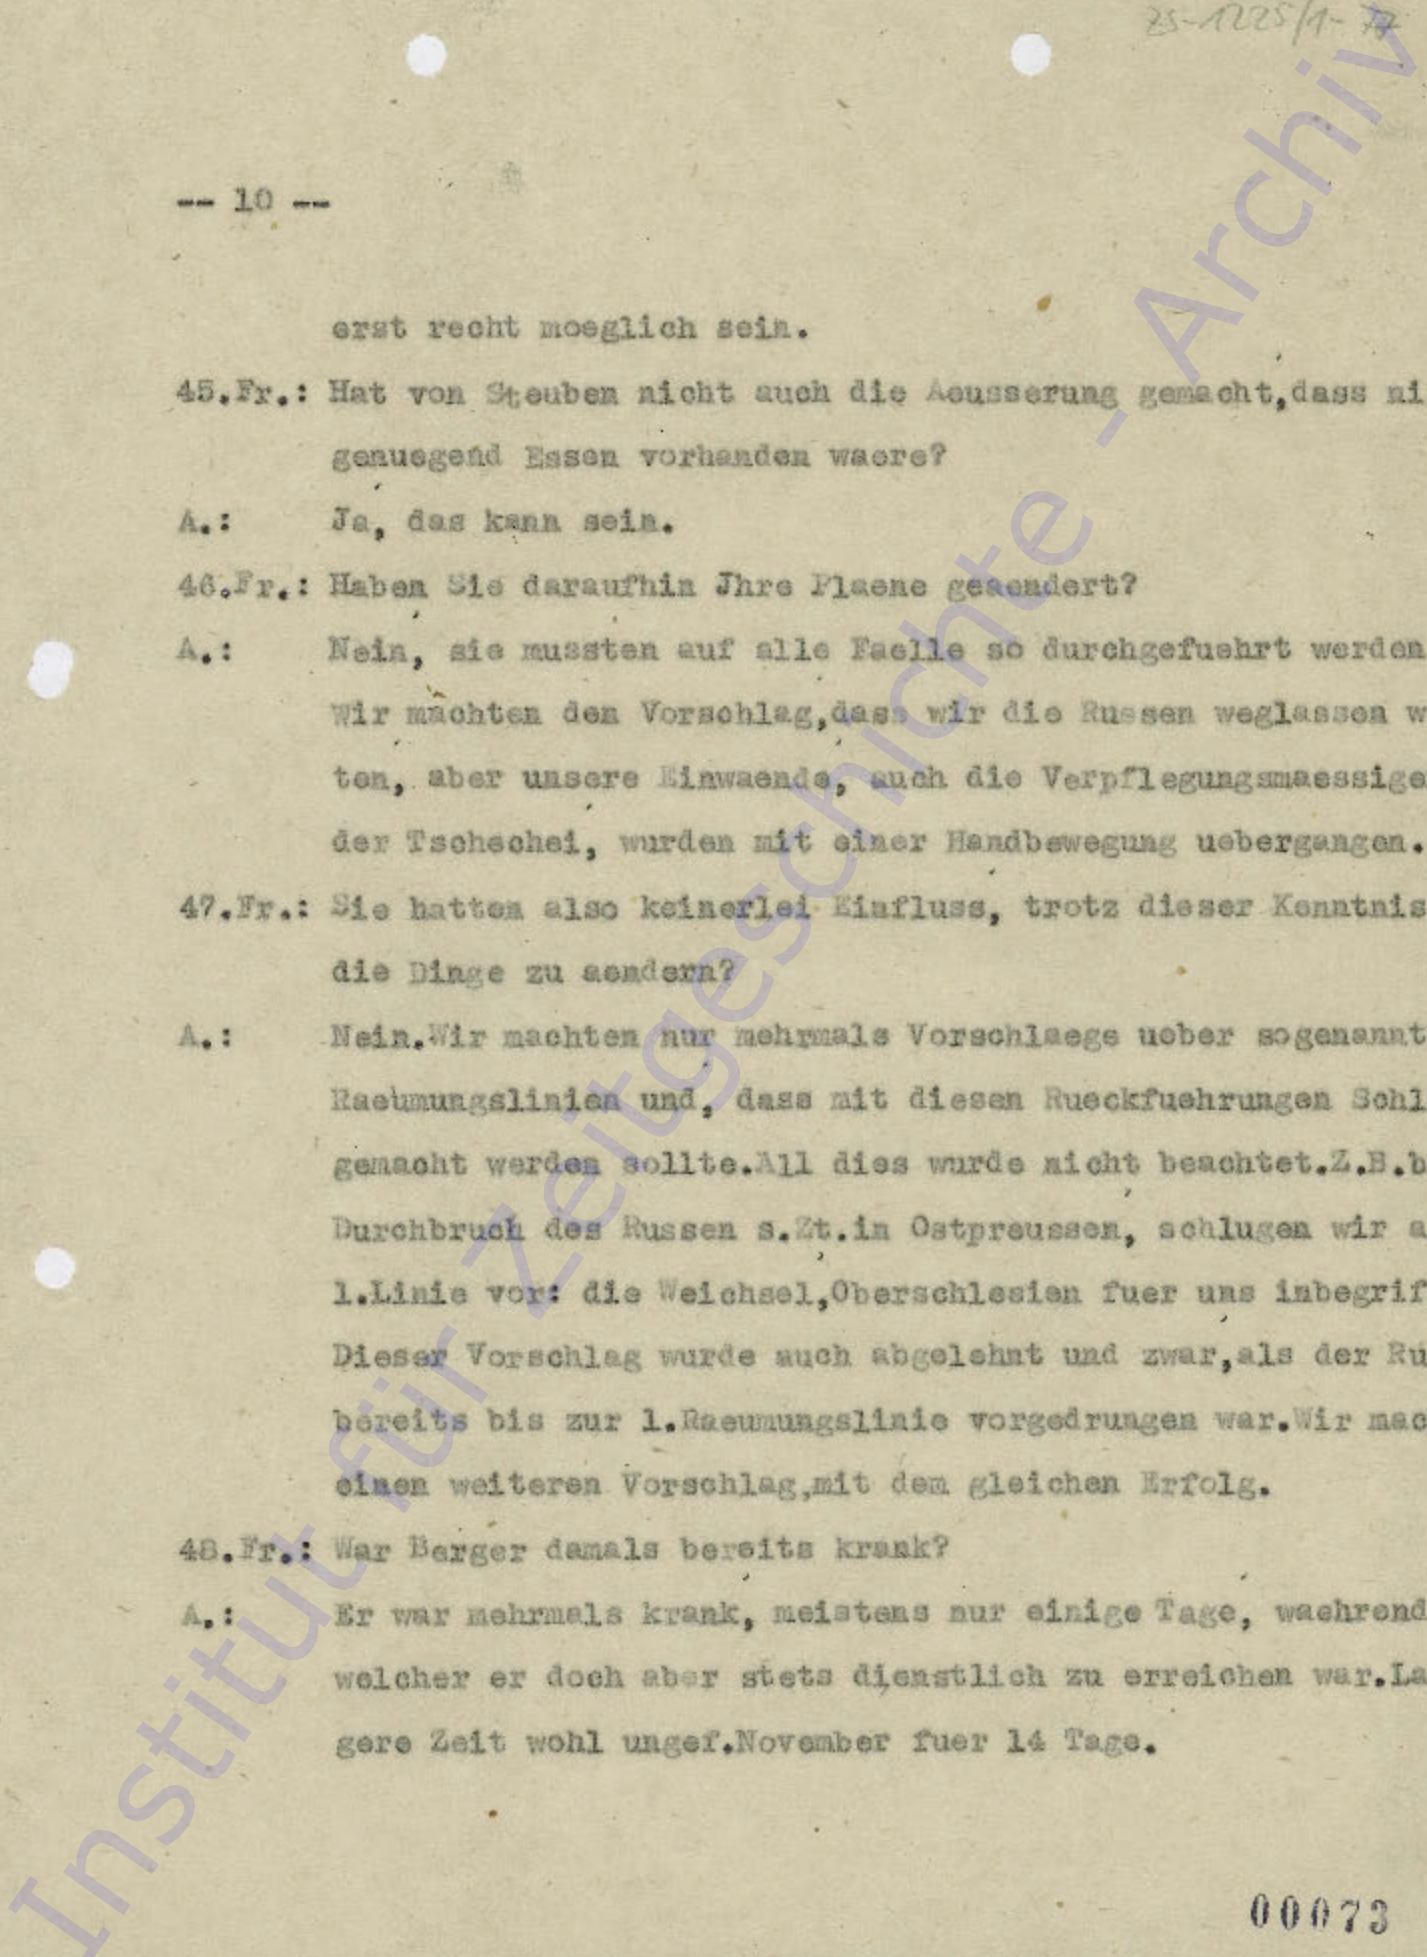 ZS-1225/1-77
-- 10 --
erst recht moeglich sein.
45.Fr.: Hat von Steuben nicht auch die Aeusserung gemacht,dass ni
genuegend Essen vorhanden waere?
A.: Ja, das kann sein.
46.Fr.: Haben Sie daraufhin Jhre Plaene geaendert?
A.: Nein, sie mussten auf alle Faelle so durchgefuehrt werden
Wir machten den Vorschlag,dass wir die Russen weglassen w
ten, aber unsere Einwaende, auch die Verpflegungsmaessige
der Tschechei, wurden mit einer Handbewegung uebergangen.
47.Fr.: Sie hatten also keinerlei Einfluss, trotz dieser Kenntnis
die Dinge zu aendern?
A.: Nein.Wir machten nur mehrmals Vorschlaege ueber sogenannt
Raeumungslinien und, dass mit diesen Rueckfuehrungen Schl
gemacht werden sollte.All dies wurde nicht beachtet.Z.B.b
Durchbruch des Russen s.Zt.in Ostpreussen, schlugen wir a
1.Linie vor: die Weichsel,Oberschlesien fuer uns inbegrif
Dieser Vorschlag wurde auch abgelehnt und zwar,als der Ru
bereits bis zur 1.Raeumungslinie vorgedrungen war.Wir mac
einen weiteren Vorschlag,mit dem gleichen Erfolg.
48.Fr.: War Berger damals bereits krank?
A.: Er war mehrmals krank, meistens nur einige Tage, waehrend
welcher er doch aber stets dienstlich zu erreichen war.La
gere Zeit wohl ungef.November fuer 14 Tage.
00073
Institut für Zeitgeschichte - Archiv